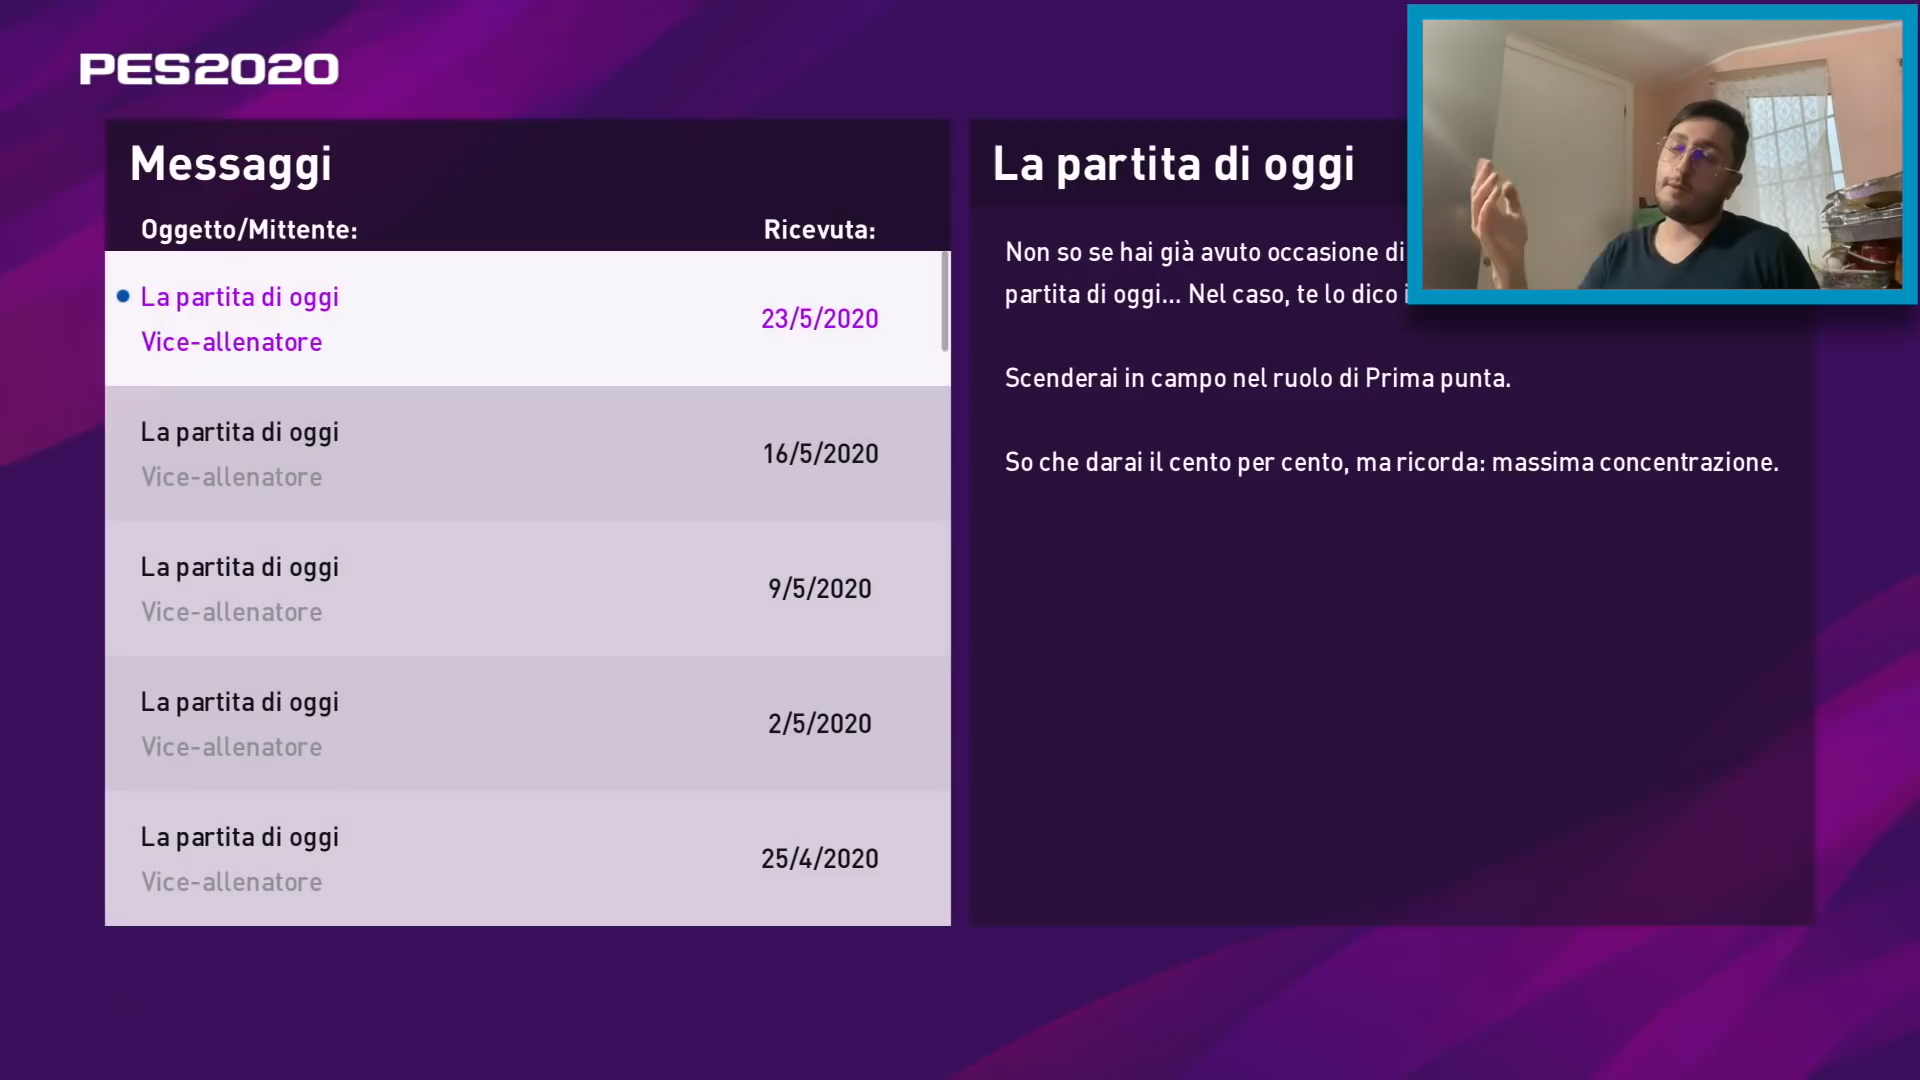 PES2020
Messaggi
Oggetto/Mittente: Ricevuta:
La partita di oggi
Vice-allenatore
23/5/2020
La partita di oggi
Vice-allenatore
16/5/2020
La partita di oggi
Vice-allenatore
9/5/2020
La partita di oggi
Vice-allenatore
2/5/2020
La partita di oggi
Vice-allenatore
25/4/2020
La partita di oggi
Non so se hai già avuto occasione di
partita di oggi... Nel caso, te lo dico
Scenderai in campo nel ruolo di Prima punta.
So che darai il cento per cento, ma ricorda: massima concentrazione.